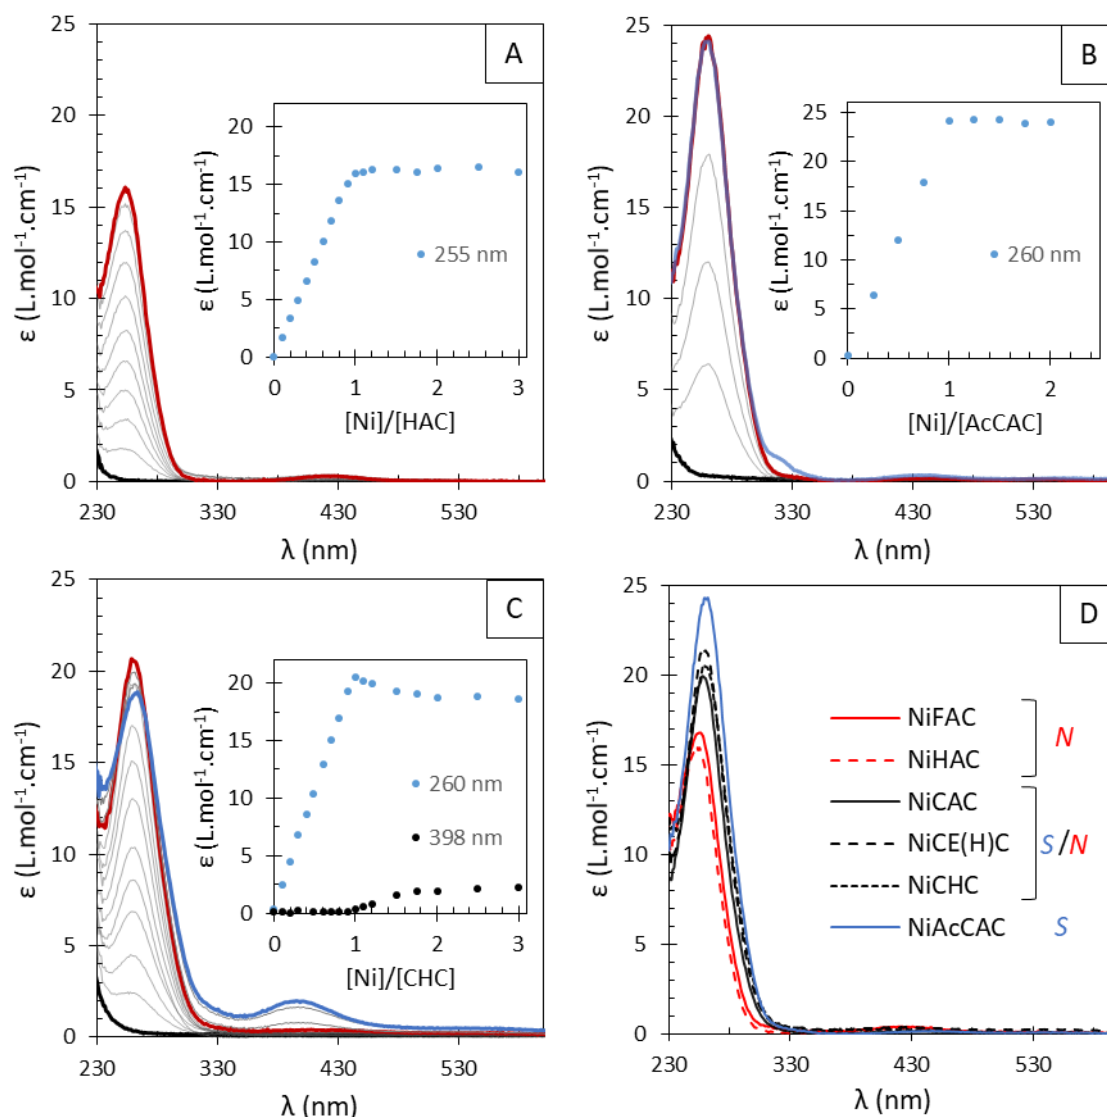 A
25
20
15
10
5
0
230
330
430
530
ε (L.mol⁻¹.cm⁻¹)
λ (nm)
20
15
10
5
0
0
1
2
3
ε (L.mol⁻¹.cm⁻¹)
[Ni]/[HAC]
255 nm
B
25
20
15
10
5
0
230
330
430
530
ε (L.mol⁻¹.cm⁻¹)
λ (nm)
25
20
15
10
5
0
0
1
2
ε (L.mol⁻¹.cm⁻¹)
[Ni]/[AcCAC]
260 nm
C
25
20
15
10
5
0
230
330
430
530
ε (L.mol⁻¹.cm⁻¹)
λ (nm)
20
15
10
5
0
0
1
2
3
ε (L.mol⁻¹.cm⁻¹)
[Ni]/[CHC]
260 nm
398 nm
D
25
20
15
10
5
0
230
330
430
530
ε (L.mol⁻¹.cm⁻¹)
λ (nm)
NiFAC
NiHAC
N
NiCAC
NiCE(H)C
NiCHC
S/N
NiAcCAC S